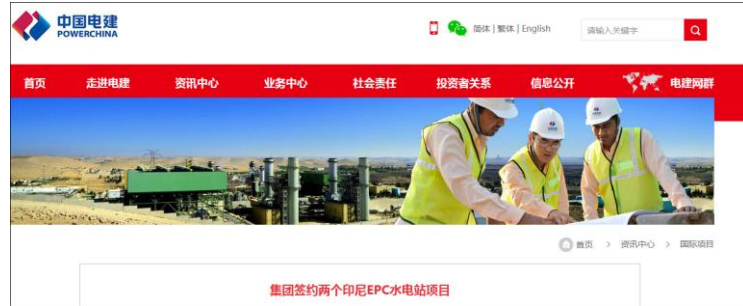 中国电建
POWERCHINA
简体 | 繁体 | English
请输入关键字
首页 走进电建 资讯中心 业务中心 社会责任 投资者关系 信息公开 电建网群
首页 > 资讯中心 > 国际项目
集团签约两个印尼EPC水电站项目